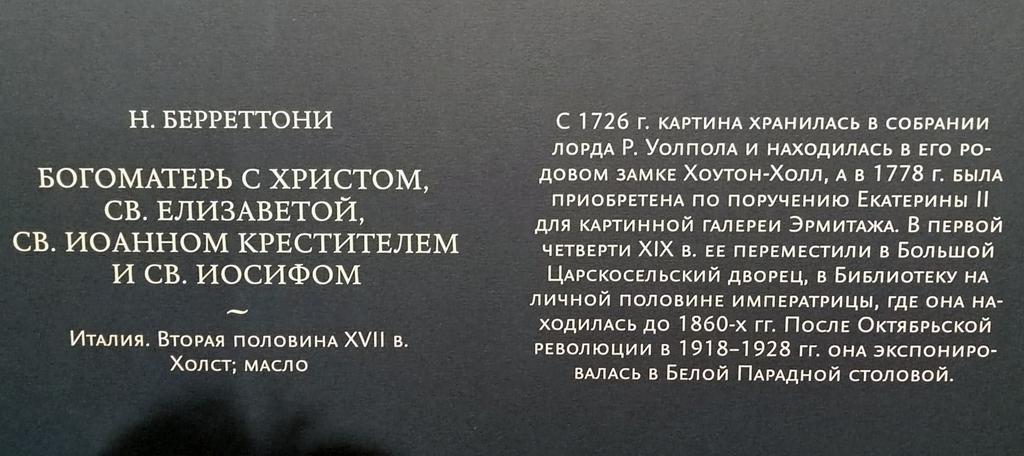 Н. БЕРРЕТТОНИ
БОГОМАТЕРЬ С ХРИСТОМ,
СВ. ЕЛИЗАВЕТОЙ,
СВ. ИОАННОМ КРЕСТИТЕЛЕМ
И СВ. ИОСИФОМ
~
Италия. Вторая половина XVII в.
Холст; масло
С 1726 г. картина хранилась в собрании
лорда Р. Уолпола и находилась в его ро-
довом замке Хоутон-Холл, а в 1778 г. была
приобретена по поручению Екатерины II
для картинной галереи Эрмитажа. В первой
четверти XIX в. ее переместили в Большой
Царскосельский дворец, в Библиотеку на
личной половине императрицы, где она на-
ходилась до 1860-х гг. После Октябрьской
революции в 1918–1928 гг. она экспониро-
валась в Белой Парадной столовой.